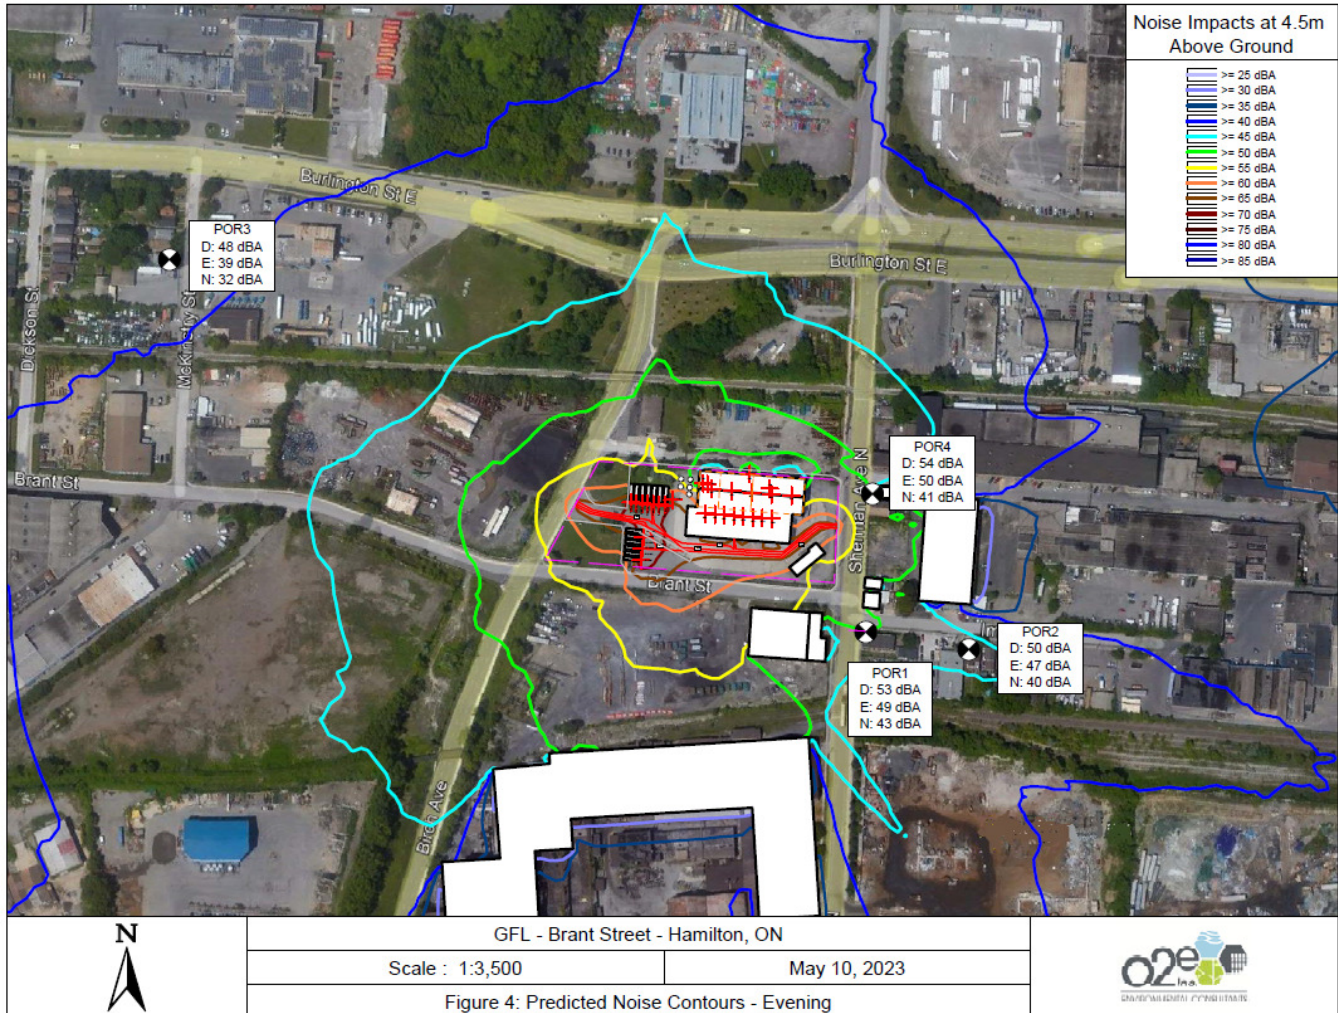 Noise Impacts at 4.5m
Above Ground
>= 25 dBA
>= 30 dBA
>= 35 dBA
>= 40 dBA
>= 45 dBA
>= 50 dBA
>= 55 dBA
>= 60 dBA
>= 65 dBA
>= 70 dBA
>= 75 dBA
>= 80 dBA
>= 85 dBA
Burlington St E
Burlington St E
POR3
D: 48 dBA
E: 39 dBA
N: 32 dBA
Dickson St
McKinstry St
Brant St
POR4
D: 54 dBA
E: 50 dBA
N: 41 dBA
Sherman Ave N
Brant St
POR2
D: 50 dBA
E: 47 dBA
N: 40 dBA
POR1
D: 53 dBA
E: 49 dBA
N: 43 dBA
Birch Ave
N
GFL - Brant Street - Hamilton, ON
Scale : 1:3,500
May 10, 2023
Figure 4: Predicted Noise Contours - Evening
O2e
Inc.
ENVIRONMENTAL CONSULTANTS